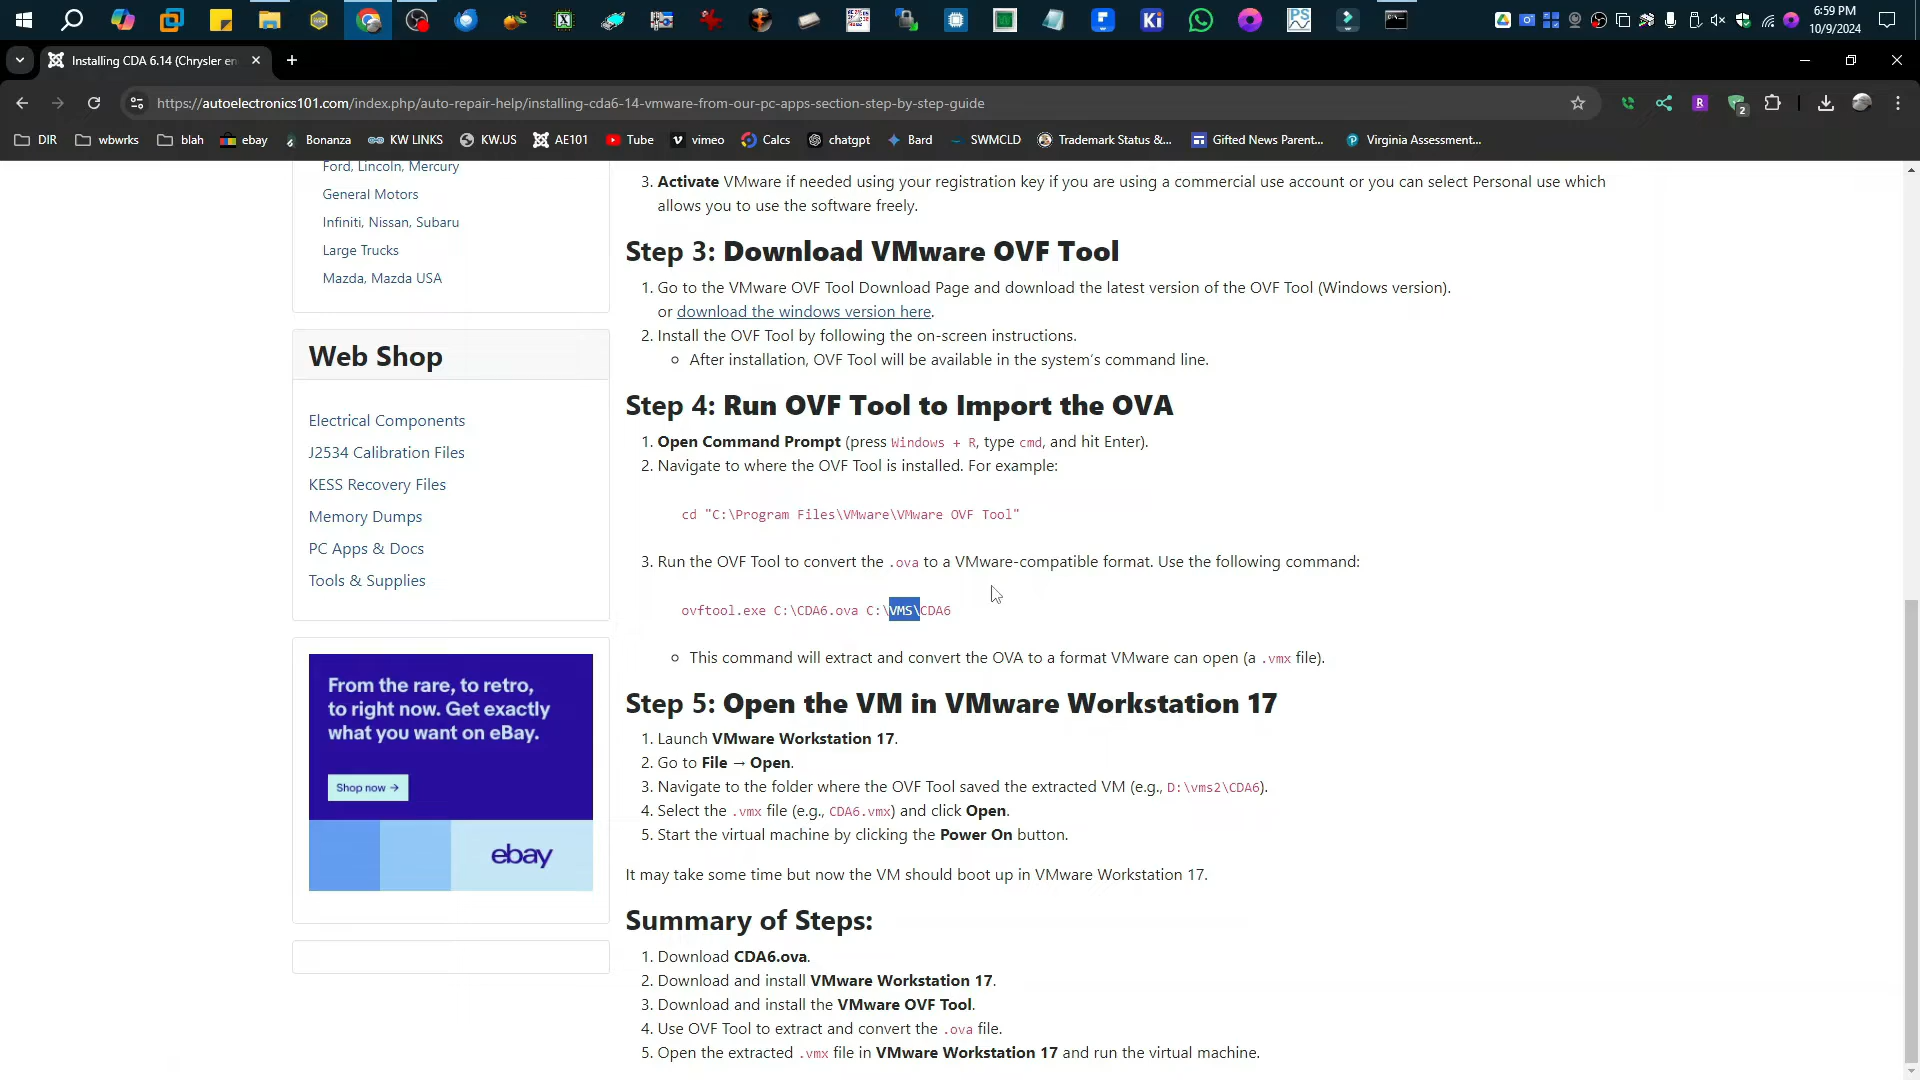 6:59 PM
10/9/2024
Installing CDA 6.14 (Chrysler en
https://autoelectronics101.com/index.php/auto-repair-help/installing-cda6-14-vmware-from-our-pc-apps-section-step-by-step-guide
DIR
wbwrks
blah
ebay
Bonanza
KW LINKS
KW.US
AE101
Tube
vimeo
Calcs
chatgpt
Bard
SWMCLD
Trademark Status &...
Gifted News Parent...
Virginia Assessment...
Ford, Lincoln, Mercury
General Motors
Infiniti, Nissan, Subaru
Large Trucks
Mazda, Mazda USA
Web Shop
Electrical Components
J2534 Calibration Files
KESS Recovery Files
Memory Dumps
PC Apps & Docs
Tools & Supplies
From the rare, to retro,
to right now. Get exactly
what you want on eBay.
Shop now →
ebay
3. Activate VMware if needed using your registration key if you are using a commercial use account or you can select Personal use which
allows you to use the software freely.
Step 3: Download VMware OVF Tool
1. Go to the VMware OVF Tool Download Page and download the latest version of the OVF Tool (Windows version).
or download the windows version here.
2. Install the OVF Tool by following the on-screen instructions.
After installation, OVF Tool will be available in the system's command line.
Step 4: Run OVF Tool to Import the OVA
1. Open Command Prompt (press Windows + R, type cmd, and hit Enter).
2. Navigate to where the OVF Tool is installed. For example:
cd "C:\Program Files\VMware\VMware OVF Tool"
3. Run the OVF Tool to convert the .ova to a VMware-compatible format. Use the following command:
ovftool.exe C:\CDA6.ova C:\VMS\CDA6
This command will extract and convert the OVA to a format VMware can open (a .vmx file).
Step 5: Open the VM in VMware Workstation 17
1. Launch VMware Workstation 17.
2. Go to File → Open.
3. Navigate to the folder where the OVF Tool saved the extracted VM (e.g., D:\vms2\CDA6).
4. Select the .vmx file (e.g., CDA6.vmx) and click Open.
5. Start the virtual machine by clicking the Power On button.
It may take some time but now the VM should boot up in VMware Workstation 17.
Summary of Steps:
1. Download CDA6.ova.
2. Download and install VMware Workstation 17.
3. Download and install the VMware OVF Tool.
4. Use OVF Tool to extract and convert the .ova file.
5. Open the extracted .vmx file in VMware Workstation 17 and run the virtual machine.